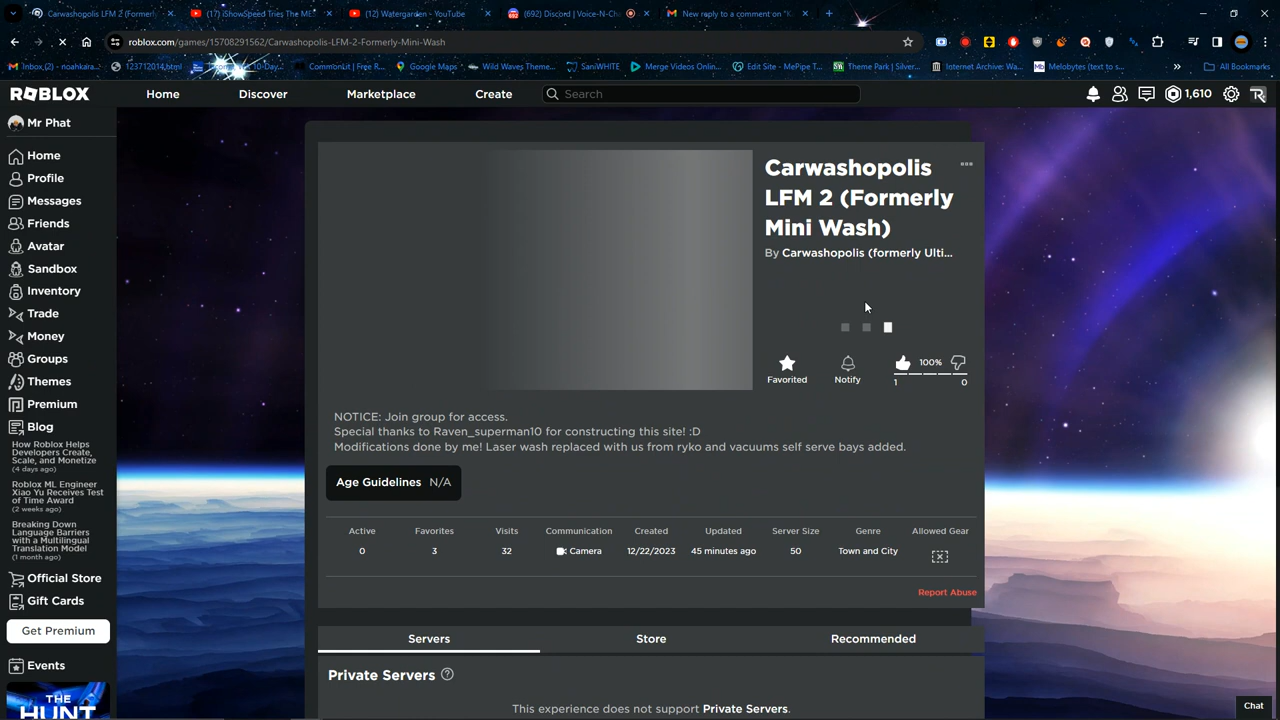 Carwashopolis LFM 2 (Formerl
(17) iShowSpeed Tries The ME
(12) Watergarden - YouTube
(692) Discord | Voice-N-Ch
New reply to a comment on "K
roblox.com/games/15708291562/Carwashopolis-LFM-2-Formerly-Mini-Wash
Inbox (2) - noahkara...
123712014.html
10-Day...
CommonLit | Free R...
Google Maps
Wild Waves Theme...
SaniWHITE
Merge Videos Onlin...
Edit Site - MePipe T...
Theme Park | Silver...
Internet Archive: Wa...
Melobytes (text to s...
All Bookmarks
ROBLOX
Home
Discover
Marketplace
Create
Search
1,610
Mr Phat
Home
Profile
Messages
Friends
Avatar
Sandbox
Inventory
Trade
Money
Groups
Themes
Premium
Blog
How Roblox Helps
Developers Create,
Scale, and Monetize
(4 days ago)
Roblox ML Engineer
Xiao Yu Receives Test
of Time Award
(2 weeks ago)
Breaking Down
Language Barriers
with a Multilingual
Translation Model
(1 month ago)
Official Store
Gift Cards
Get Premium
Events
THE
HUNT
Carwashopolis
LFM 2 (Formerly
Mini Wash)
By Carwashopolis (formerly Ulti...
Favorited
Notify
100%
1
0
NOTICE: Join group for access.
Special thanks to Raven_superman10 for constructing this site! :D
Modifications done by me! Laser wash replaced with us from ryko and vacuums self serve bays added.
Age Guidelines N/A
Active Favorites Visits Communication Created Updated Server Size Genre Allowed Gear
0 3 32 Camera 12/22/2023 45 minutes ago 50 Town and City
Report Abuse
Servers
Store
Recommended
Private Servers
This experience does not support Private Servers.
Chat